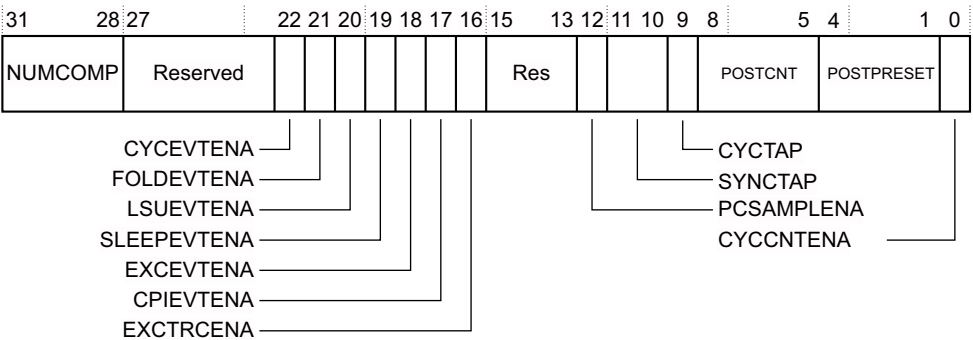 31 28 27 22 21 20 19 18 17 16 15 13 12 11 10 9 8 5 4 1 0
NUMCOMP Reserved Res POSTCNT POSTPRESET
CYCEVTENA CYCTAP
FOLDEVTENA SYNCTAP
LSUEVTENA PCSAMPLENA
SLEEPEVTENA CYCCNTENA
EXCEVTENA
CPIEVTENA
EXCTRCENA